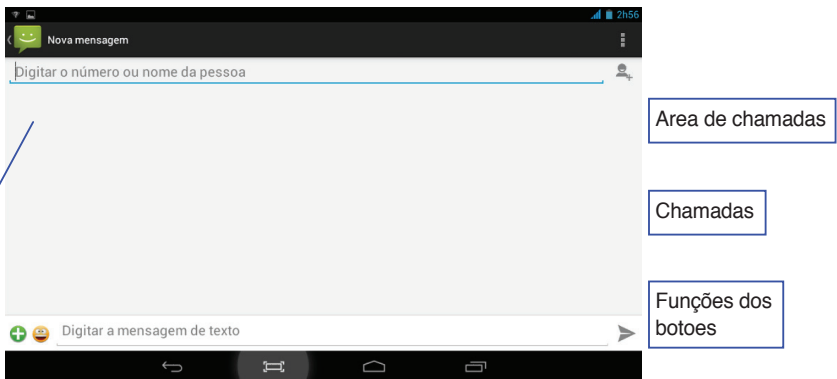 2h56
Nova mensagem
Digitar o número ou nome da pessoa
Area de chamadas
Chamadas
Funções dos
botoes
Digitar a mensagem de texto